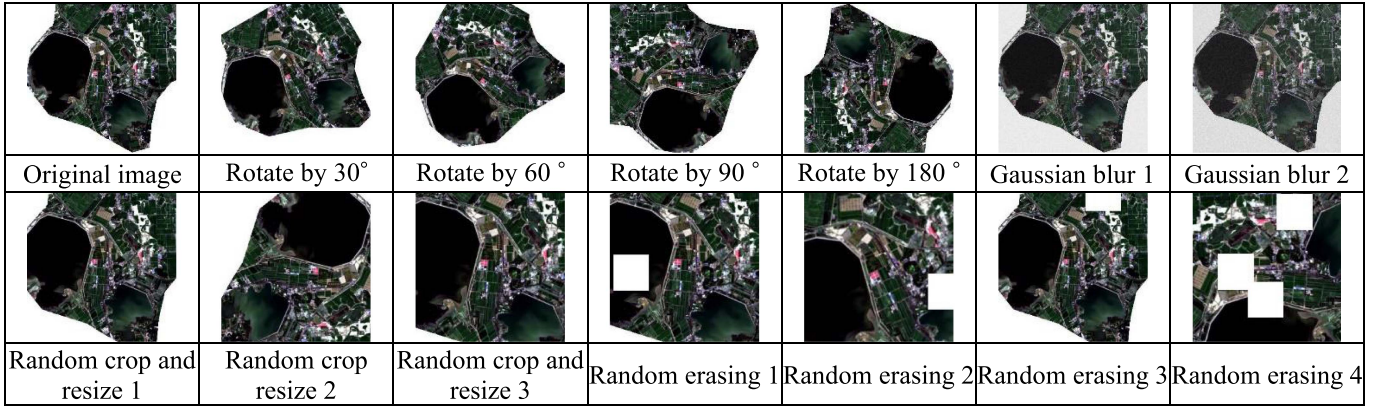 Original image
Rotate by 30°
Rotate by 60 °
Rotate by 90 °
Rotate by 180 °
Gaussian blur 1
Gaussian blur 2
Random crop and
resize 1
Random crop
resize 2
Random crop and
resize 3
Random erasing 1
Random erasing 2
Random erasing 3
Random erasing 4